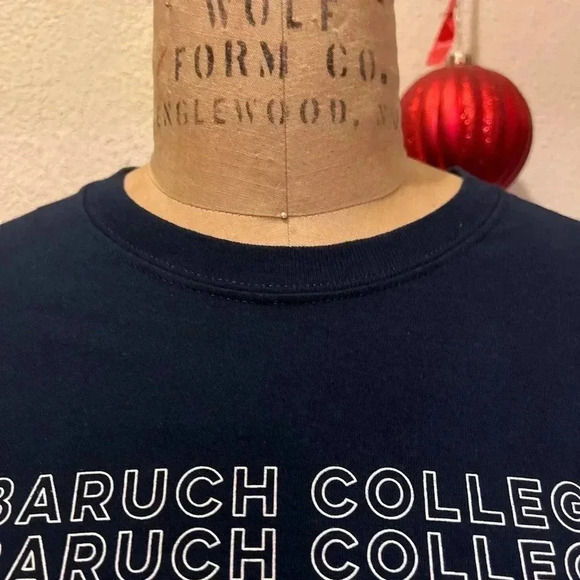 WOLF
FORM CO.
ENGLEWOOD, N
BARUCH COLLEG
BARUCH COLLEG